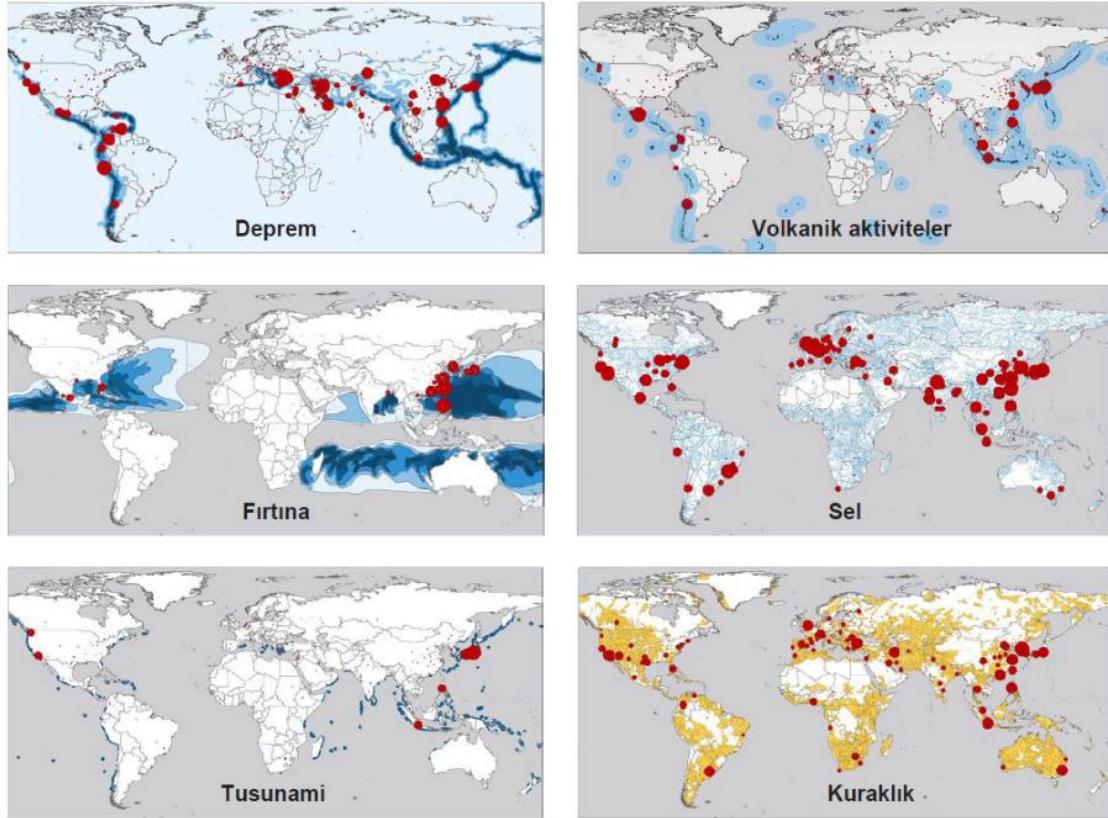 Deprem
Volkanik aktiviteler
Fırtına
Sel
Tusunami
Kuraklık